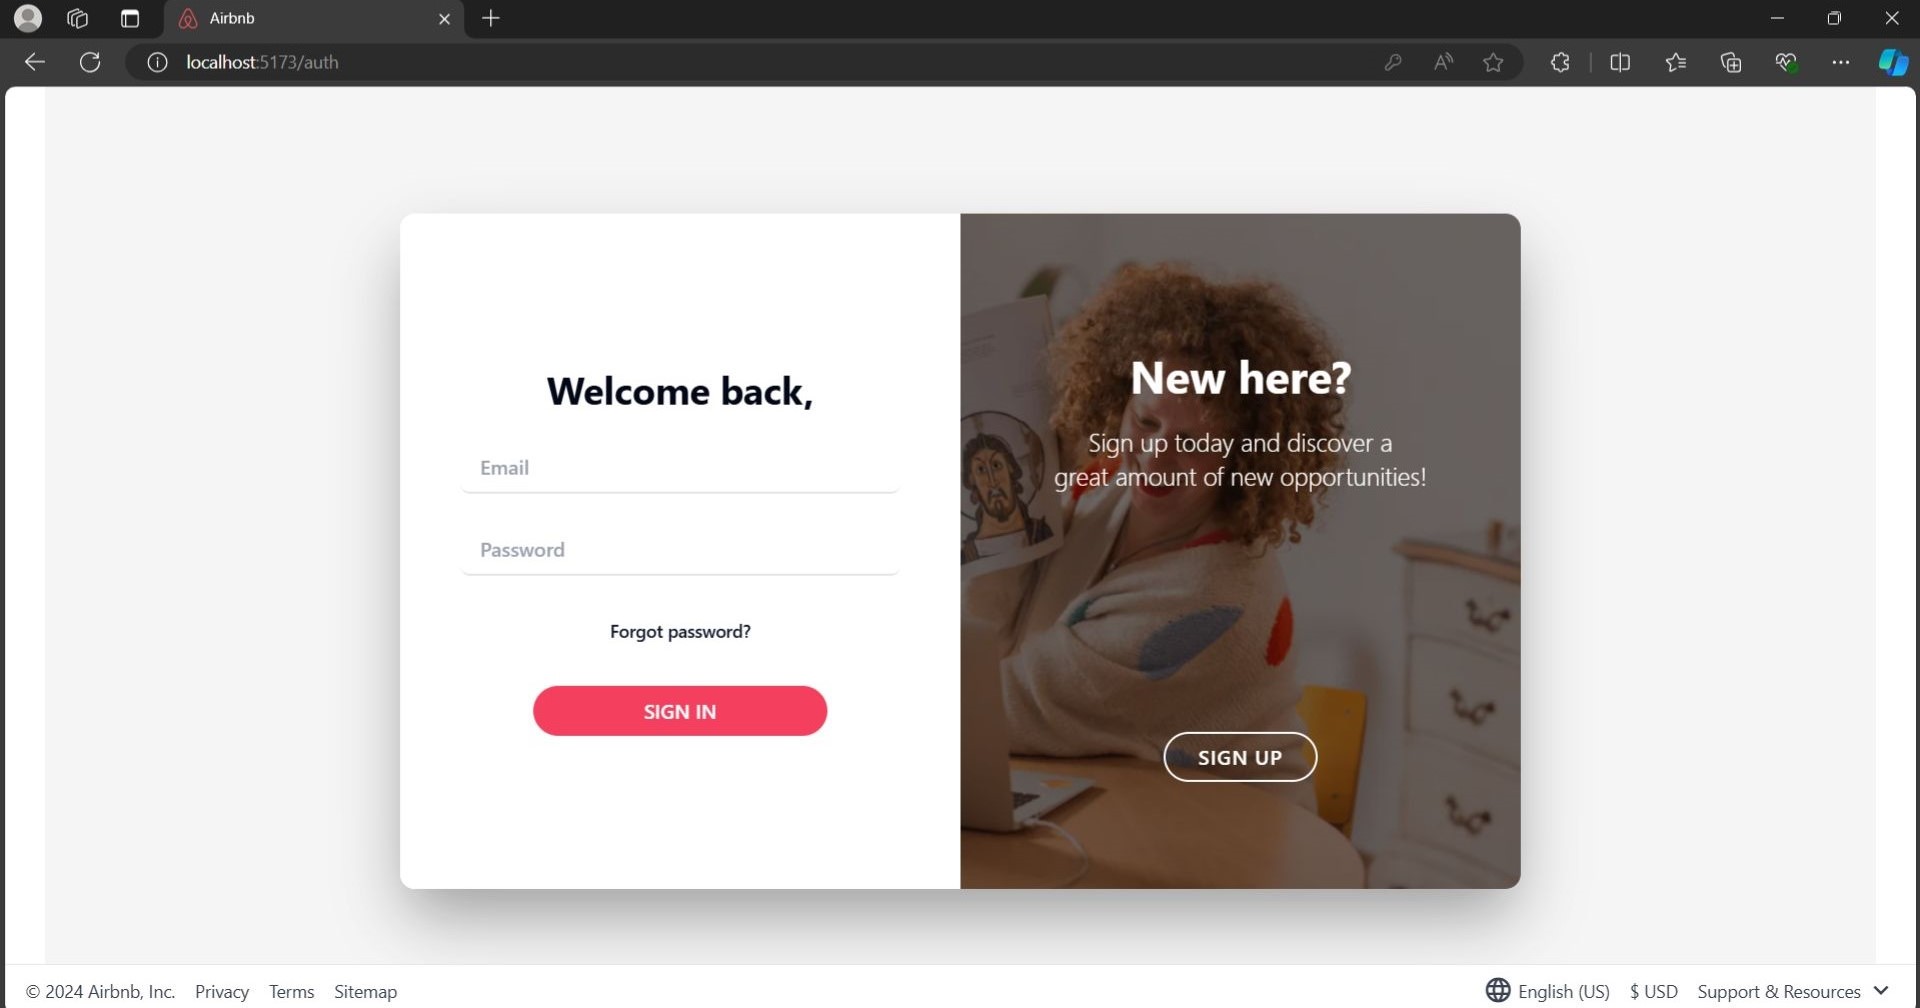 Airbnb
localhost:5173/auth
Welcome back,
Email
Password
Forgot password?
SIGN IN
New here?
Sign up today and discover a
great amount of new opportunities!
SIGN UP
© 2024 Airbnb, Inc. Privacy Terms Sitemap
English (US) $ USD Support & Resources